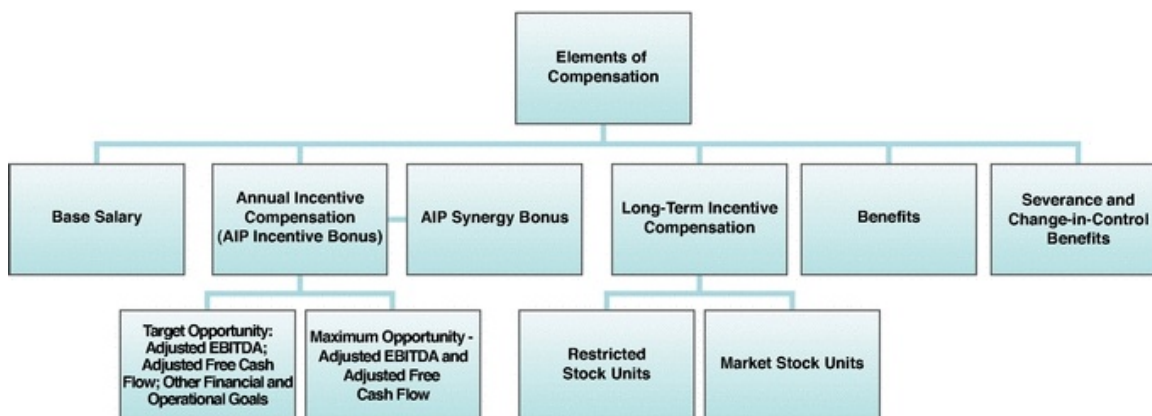 Elements of
Compensation
Base Salary
Annual Incentive
Compensation
(AIP Incentive Bonus)
AIP Synergy Bonus
Long-Term Incentive
Compensation
Benefits
Severance and
Change-in-Control
Benefits
Target Opportunity:
Adjusted EBITDA;
Adjusted Free Cash
Flow; Other Financial and
Operational Goals
Maximum Opportunity -
Adjusted EBITDA and
Adjusted Free
Cash Flow
Restricted
Stock Units
Market Stock Units